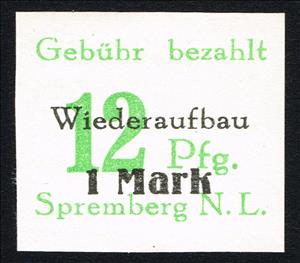 Gebühr bezahlt
Wiederaufbau
12 Pfg.
1 Mark
Spremberg N. L.